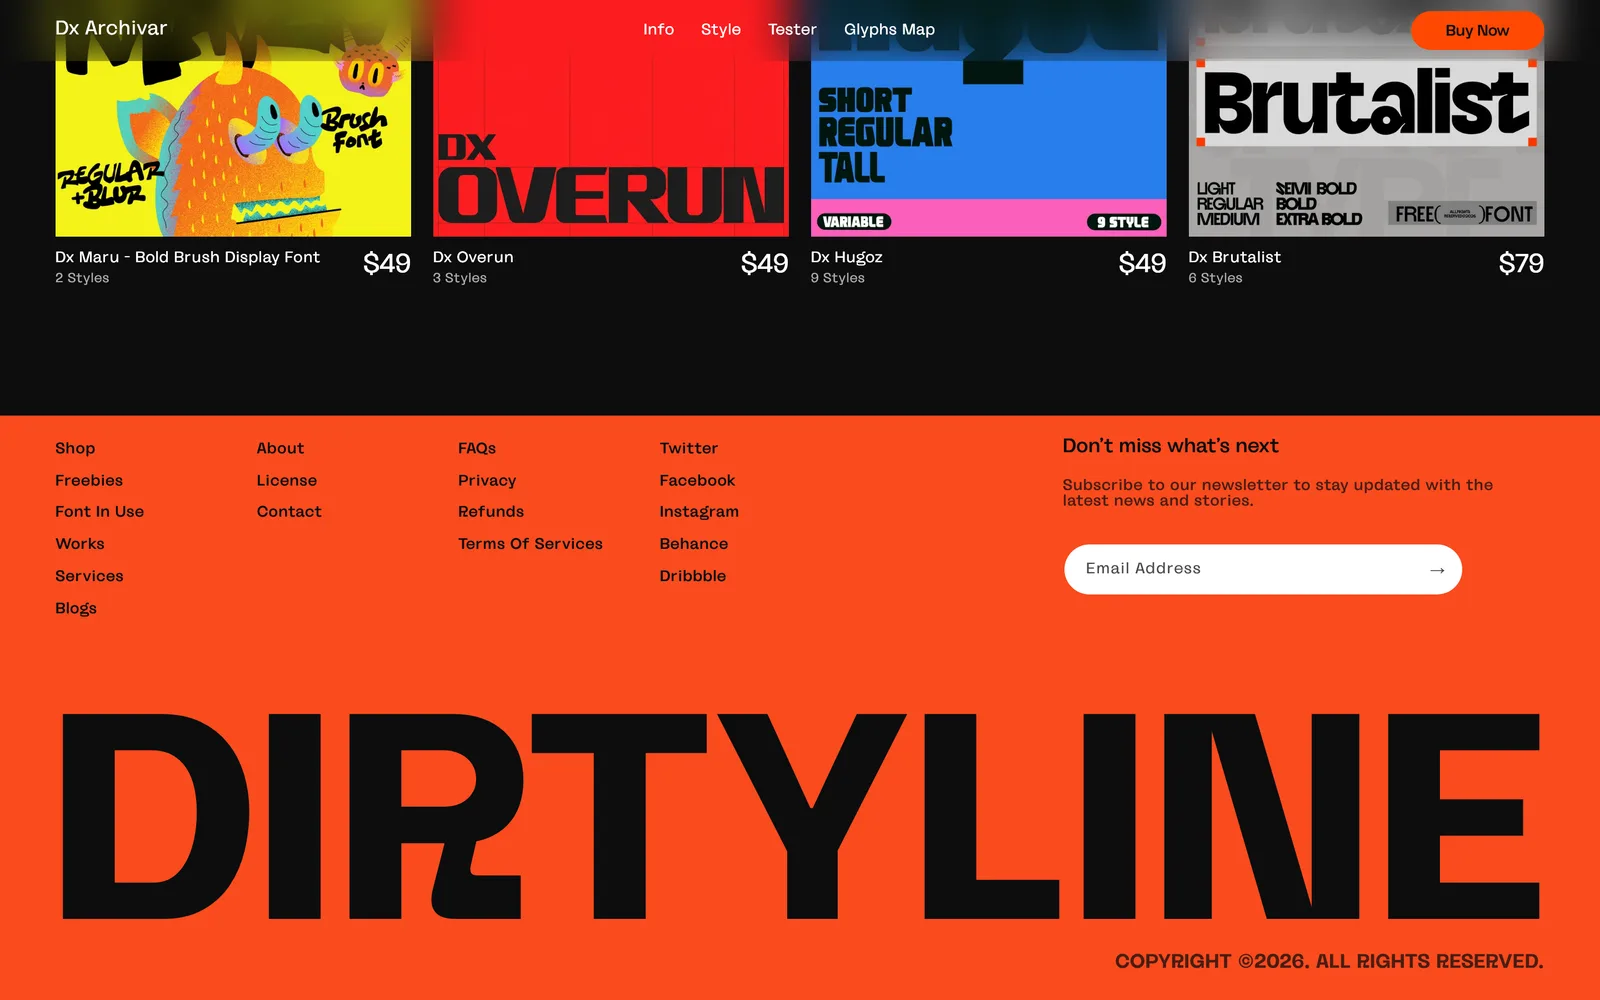 Dx Archivar
Info
Style
Tester
Glyphs Map
Buy Now
Brush
Font
REGULAR
+BLUR
DX
OVERUN
SHORT
REGULAR
TALL
VARIABLE
9 STYLE
Brutalist
LIGHT
REGULAR
MEDIUM
SEMI BOLD
BOLD
EXTRA BOLD
FREE( )FONT
Dx Maru - Bold Brush Display Font
2 Styles
$49
Dx Overun
3 Styles
$49
Dx Hugoz
9 Styles
$49
Dx Brutalist
6 Styles
$79
Shop
Freebies
Font In Use
Works
Services
Blogs
About
License
Contact
FAQs
Privacy
Refunds
Terms Of Services
Twitter
Facebook
Instagram
Behance
Dribbble
Don't miss what's next
Subscribe to our newsletter to stay updated with the
latest news and stories.
Email Address →
DIRTYLINE
COPYRIGHT ©2026. ALL RIGHTS RESERVED.